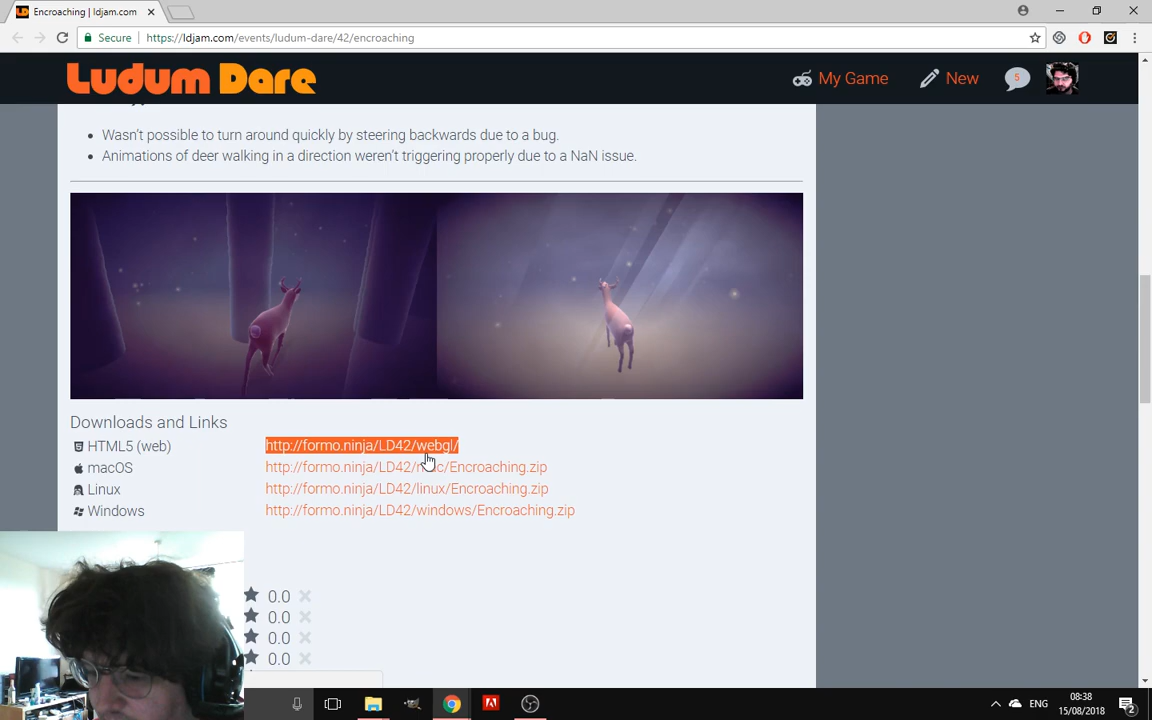 Encroaching | ldjam.com
Secure https://ldjam.com/events/ludum-dare/42/encroaching
LUDUM DARE
My Game
New
5
Wasn't possible to turn around quickly by steering backwards due to a bug.
Animations of deer walking in a direction weren't triggering properly due to a NaN issue.
Downloads and Links
HTML5 (web) http://formo.ninja/LD42/webgl/
macOS http://formo.ninja/LD42/mac/Encroaching.zip
Linux http://formo.ninja/LD42/linux/Encroaching.zip
Windows http://formo.ninja/LD42/windows/Encroaching.zip
0.0
0.0
0.0
0.0
ENG
08:38
15/08/2018
2